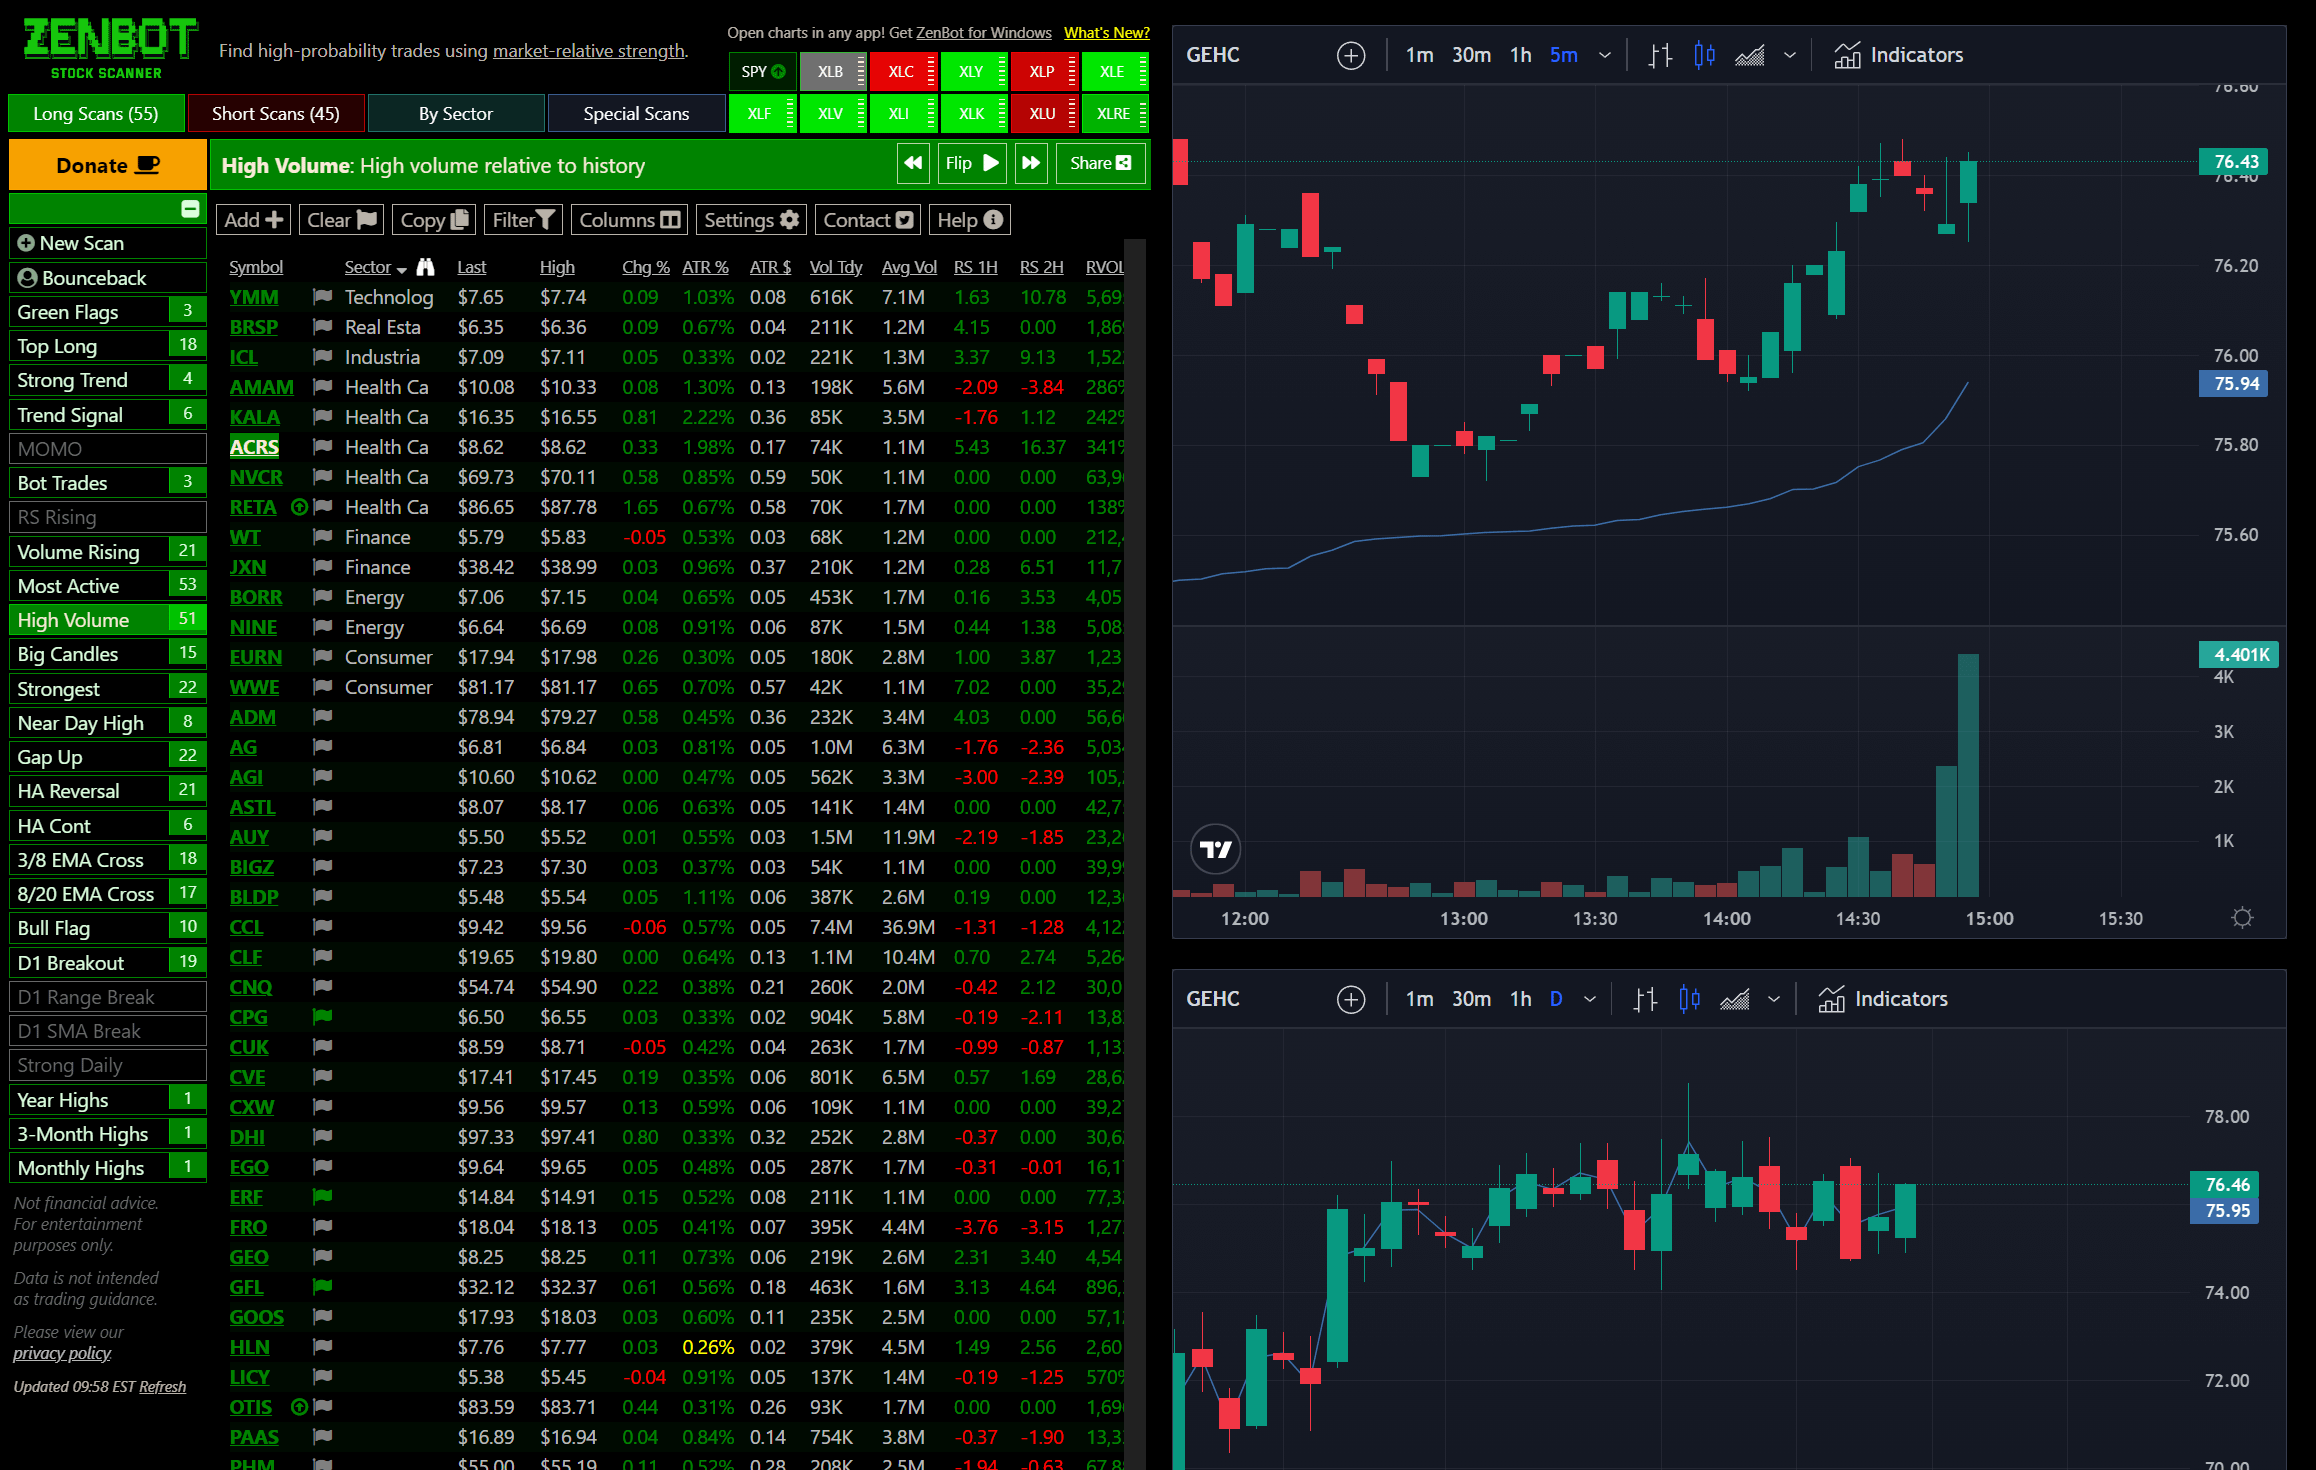 ZENBOT
STOCK SCANNER
Find high-probability trades using market-relative strength.
Open charts in any app! Get ZenBot for Windows What's New?
SPY XLB XLC XLY XLP XLE
XLF XLV XLI XLK XLU XLRE
Long Scans (55) Short Scans (45) By Sector Special Scans
Donate
High Volume: High volume relative to history
Flip Share
Add Clear Copy Filter Columns Settings Contact Help
New Scan
Bounceback
Green Flags 3
Top Long 18
Strong Trend 4
Trend Signal 6
MOMO
Bot Trades 3
RS Rising
Volume Rising 21
Most Active 53
High Volume 51
Big Candles 15
Strongest 22
Near Day High 8
Gap Up 22
HA Reversal 21
HA Cont 6
3/8 EMA Cross 18
8/20 EMA Cross 17
Bull Flag 10
D1 Breakout 19
D1 Range Break
D1 SMA Break
Strong Daily
Year Highs 1
3-Month Highs 1
Monthly Highs 1
Not financial advice.
For entertainment
purposes only.
Data is not intended
as trading guidance.
Please view our
privacy policy
Updated 09:58 EST Refresh
Symbol Sector Last High Chg % ATR % ATR $ Vol Tdy Avg Vol RS 1H RS 2H RVOL
YMM Technolog $7.65 $7.74 0.09 1.03% 0.08 616K 7.1M 1.63 10.78 5,69
BRSP Real Esta $6.35 $6.36 0.09 0.67% 0.04 211K 1.2M 4.15 0.00 1,86
ICL Industria $7.09 $7.11 0.05 0.33% 0.02 221K 1.3M 3.37 9.13 1,52
AMAM Health Ca $10.08 $10.33 0.08 1.30% 0.13 198K 5.6M -2.09 -3.84 286%
KALA Health Ca $16.35 $16.55 0.81 2.22% 0.36 85K 3.5M -1.76 1.12 242%
ACRS Health Ca $8.62 $8.62 0.33 1.98% 0.17 74K 1.1M 5.43 16.37 341%
NVCR Health Ca $69.73 $70.11 0.58 0.85% 0.59 50K 1.1M 0.00 0.00 63,9
RETA Health Ca $86.65 $87.78 1.65 0.67% 0.58 70K 1.7M 0.00 0.00 138%
WT Finance $5.79 $5.83 -0.05 0.53% 0.03 68K 1.2M 0.00 0.00 212,
JXN Finance $38.42 $38.99 0.03 0.96% 0.37 210K 1.2M 0.28 6.51 11,7
BORR Energy $7.06 $7.15 0.04 0.65% 0.05 453K 1.7M 0.16 3.53 4,05
NINE Energy $6.64 $6.69 0.08 0.91% 0.06 87K 1.5M 0.44 1.38 5,08
EURN Consumer $17.94 $17.98 0.26 0.30% 0.05 180K 2.8M 1.00 3.87 1,23
WWE Consumer $81.17 $81.17 0.65 0.70% 0.57 42K 1.1M 7.02 0.00 35,2
ADM $78.94 $79.27 0.58 0.45% 0.36 232K 3.4M 4.03 0.00 56,6
AG $6.81 $6.84 0.03 0.81% 0.05 1.0M 6.3M -1.76 -2.36 5,03
AGI $10.60 $10.62 0.00 0.47% 0.05 562K 3.3M -3.00 -2.39 105,
ASTL $8.07 $8.17 0.06 0.63% 0.05 141K 1.4M 0.00 0.00 42,7
AUY $5.50 $5.52 0.01 0.55% 0.03 1.5M 11.9M -2.19 -1.85 23,2
BIGZ $7.23 $7.30 0.03 0.37% 0.03 54K 1.1M 0.00 0.00 39,9
BLDP $5.48 $5.54 0.05 1.11% 0.06 387K 2.6M 0.19 0.00 12,3
CCL $9.42 $9.56 -0.06 0.57% 0.05 7.4M 36.9M -1.31 -1.28 4,12
CLF $19.65 $19.80 0.00 0.64% 0.13 1.1M 10.4M 0.70 2.74 5,26
CNQ $54.74 $54.90 0.22 0.38% 0.21 260K 2.0M -0.42 2.12 30,0
CPG $6.50 $6.55 0.03 0.33% 0.02 904K 5.8M -0.19 -2.11 13,8
CUK $8.59 $8.71 -0.05 0.42% 0.04 263K 1.7M -0.99 -0.87 1,13
CVE $17.41 $17.45 0.19 0.35% 0.06 801K 6.5M 0.57 1.69 28,6
CXW $9.56 $9.57 0.13 0.59% 0.06 109K 1.1M 0.00 0.00 39,2
DHI $97.33 $97.41 0.80 0.33% 0.32 252K 2.8M -0.37 0.00 30,6
EGO $9.64 $9.65 0.05 0.48% 0.05 287K 1.7M -0.31 -0.01 16,1
ERF $14.84 $14.91 0.15 0.52% 0.08 211K 1.1M 0.00 0.00 77,3
FRO $18.04 $18.13 0.05 0.41% 0.07 395K 4.4M -3.76 -3.15 1,27
GEO $8.25 $8.25 0.11 0.73% 0.06 219K 2.6M 2.31 3.40 4,54
GFL $32.12 $32.37 0.61 0.56% 0.18 463K 1.6M 3.13 4.64 896,
GOOS $17.93 $18.03 0.03 0.60% 0.11 235K 2.5M 0.00 0.00 57,1
HLN $7.76 $7.77 0.03 0.26% 0.02 379K 4.5M 1.49 2.56 2,60
LICY $5.38 $5.45 -0.04 0.91% 0.05 137K 1.4M -0.19 -1.25 570%
OTIS $83.59 $83.71 0.44 0.31% 0.26 93K 1.7M 0.00 0.00 1,69
PAAS $16.89 $16.94 0.04 0.84% 0.14 754K 3.8M -0.37 -1.90 13,3
PHM $55.00 $55.19 0.11 0.52% 0.28 208K 2.5M -1.94 -0.63 67,8
GEHC 1m 30m 1h 5m Indicators
76.60
76.43
76.40
76.20
76.00
75.94
75.80
75.60
4.401K
4K
3K
2K
1K
12:00 13:00 13:30 14:00 14:30 15:00 15:30
GEHC 1m 30m 1h D Indicators
78.00
76.46
75.95
74.00
72.00
70.00